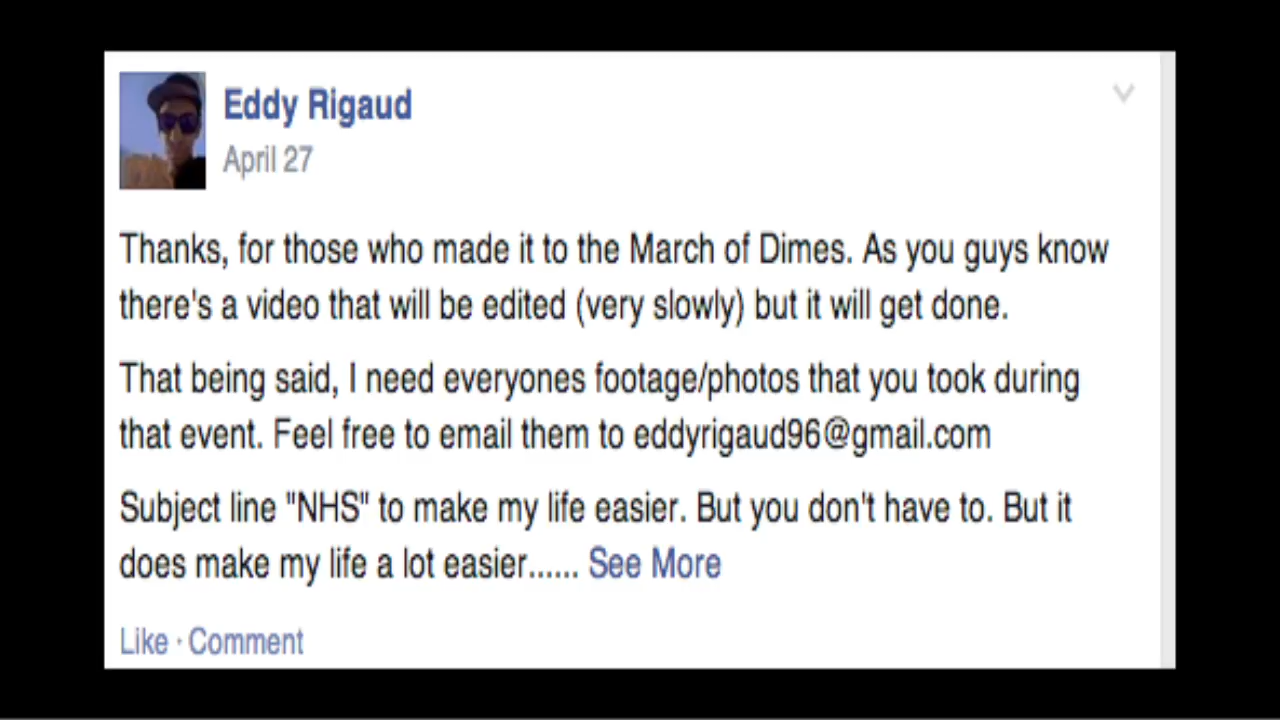 Eddy Rigaud
April 27
Thanks, for those who made it to the March of Dimes. As you guys know
there's a video that will be edited (very slowly) but it will get done.
That being said, I need everyones footage/photos that you took during
that event. Feel free to email them to eddyrigaud96@gmail.com
Subject line "NHS" to make my life easier. But you don't have to. But it
does make my life a lot easier...... See More
Like · Comment